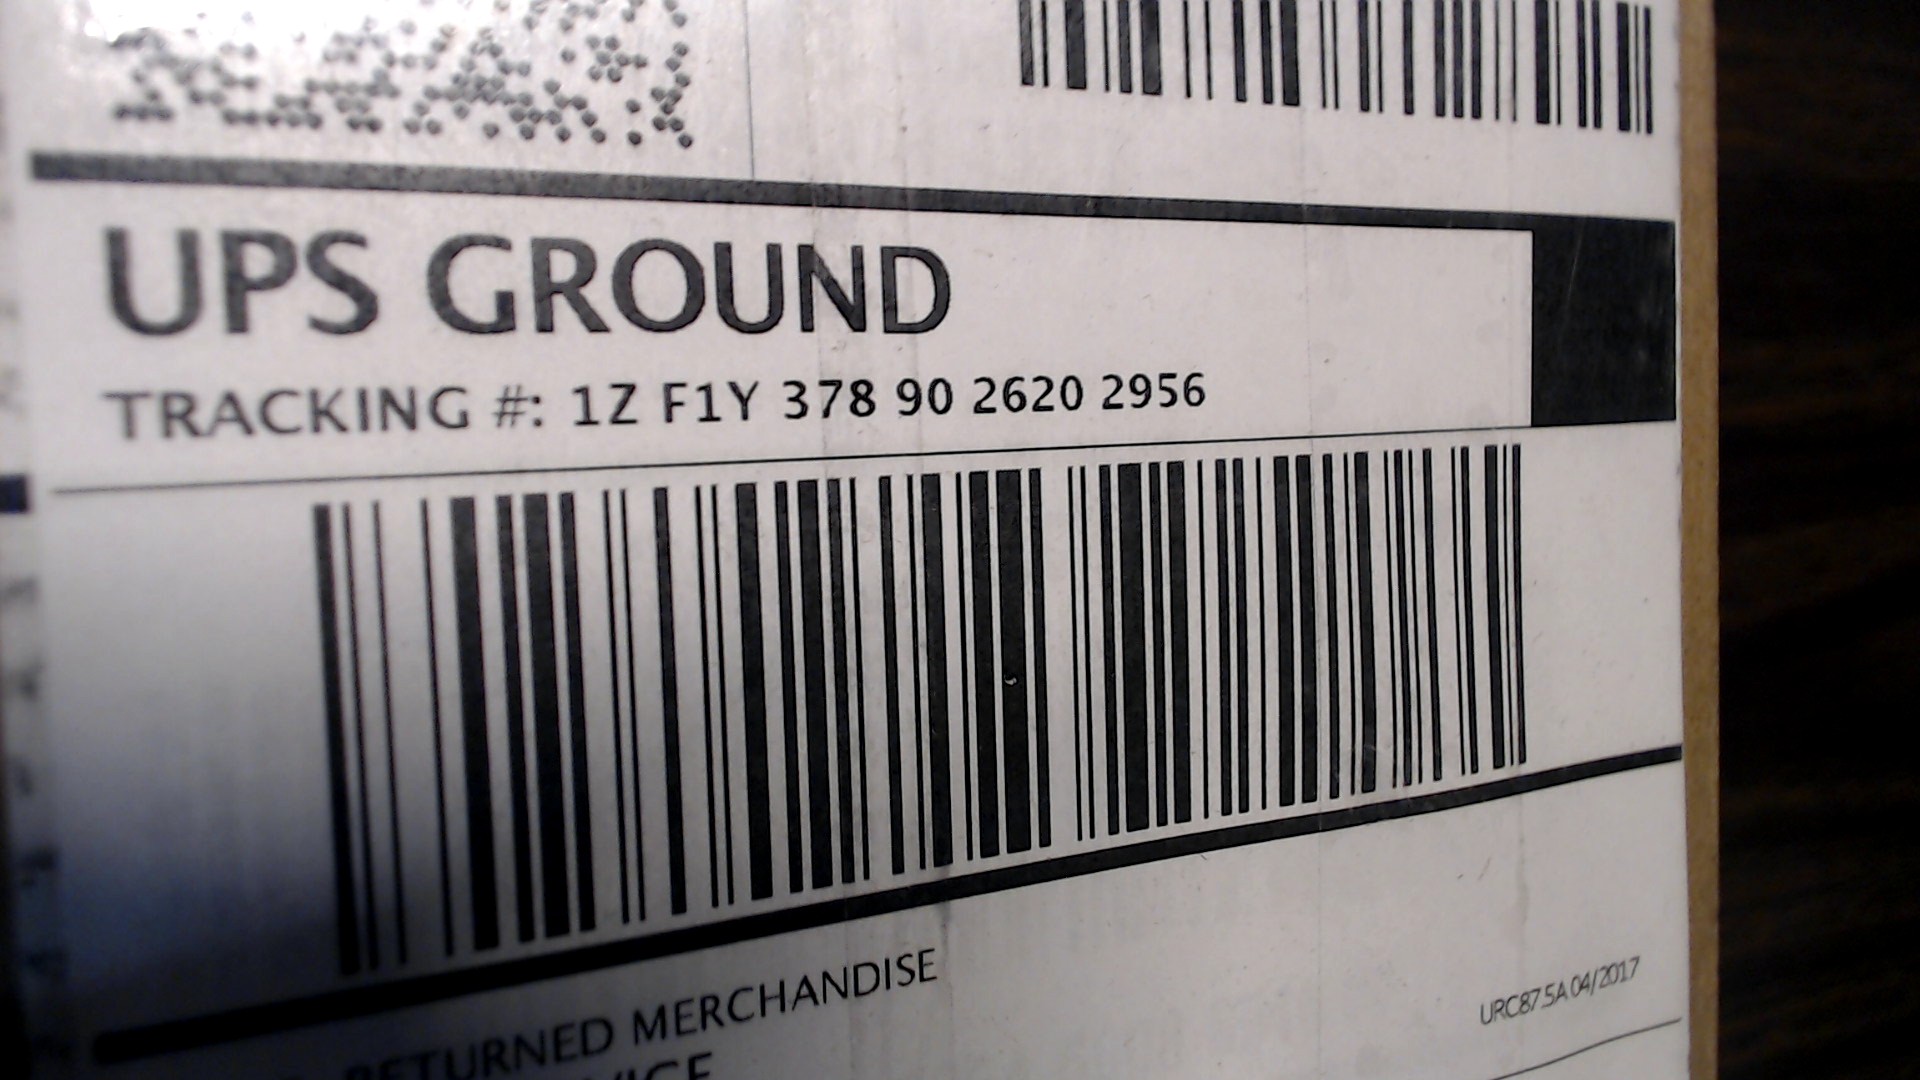 UPS GROUND
TRACKING #: 1Z F1Y 378 90 2620 2956
RETURNED MERCHANDISE
URC87.5A 04/2017